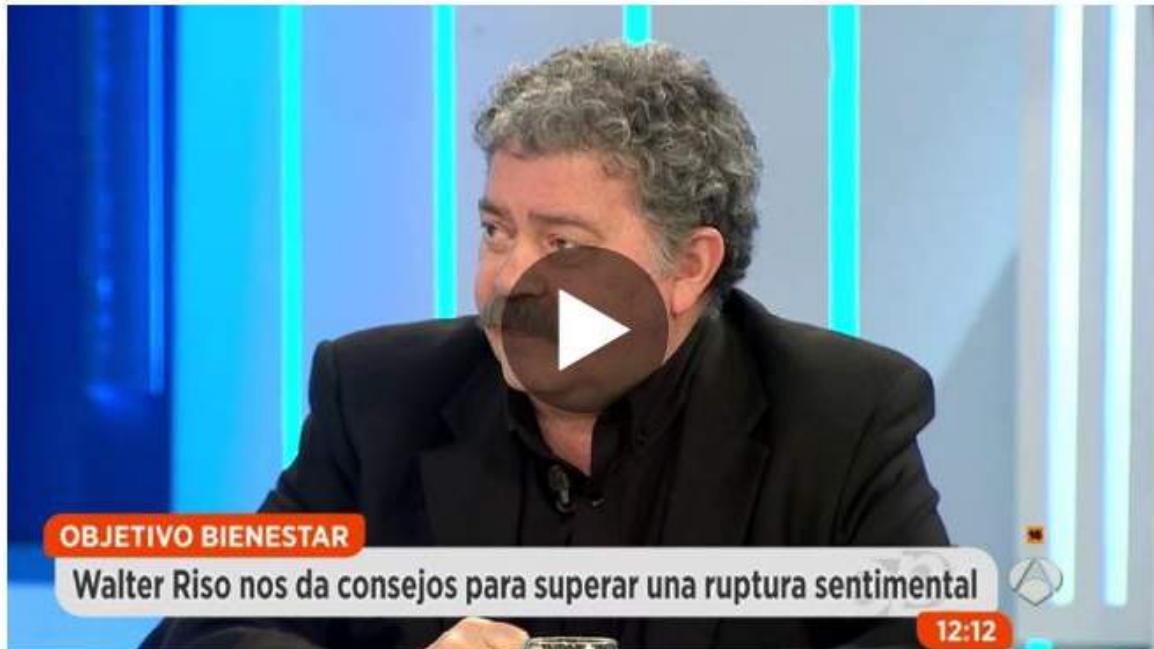 OBJETIVO BIENESTAR
Walter Riso nos da consejos para superar una ruptura sentimental
12:12